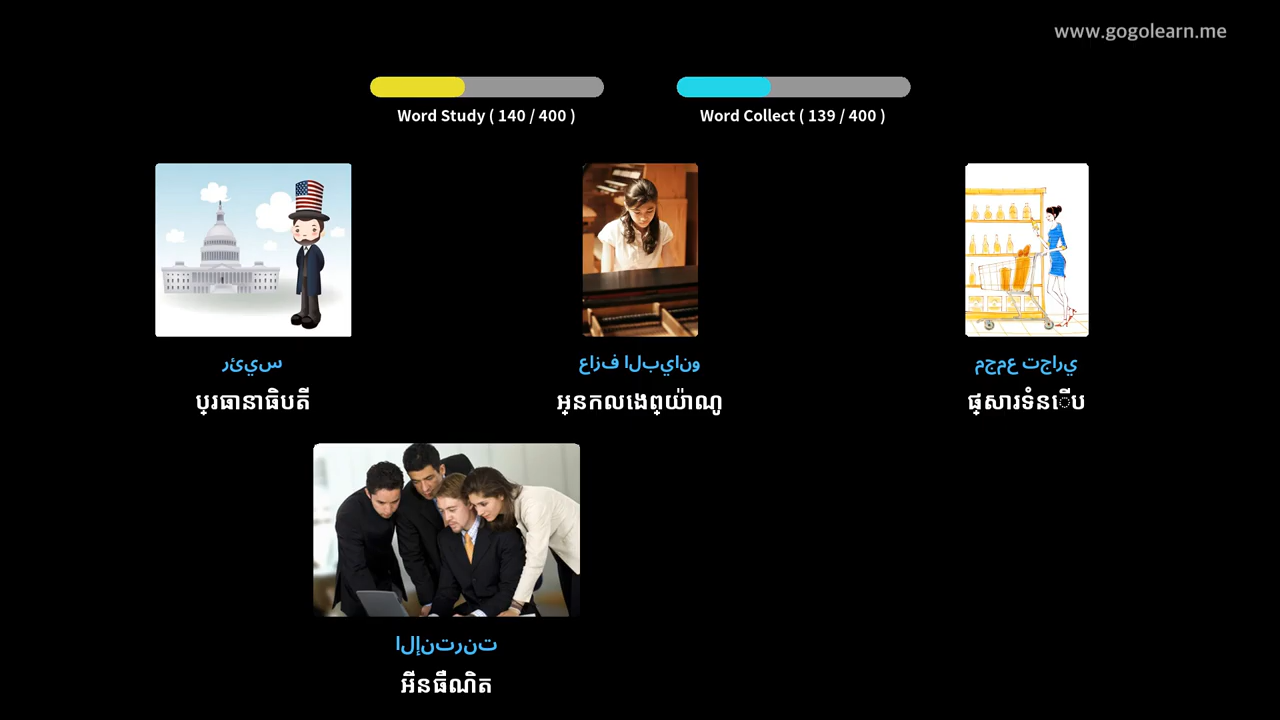 www.gogolearn.me
Word Study ( 140 / 400 )
Word Collect ( 139 / 400 )
رئيس
ប្រធានាធិបតី
عازف البيانو
អ្នកលេងព្យ៉ាណូ
مجمع تجاري
ផ្សារទំនើប
الإنترنت
អ៊ីនធឺណិត